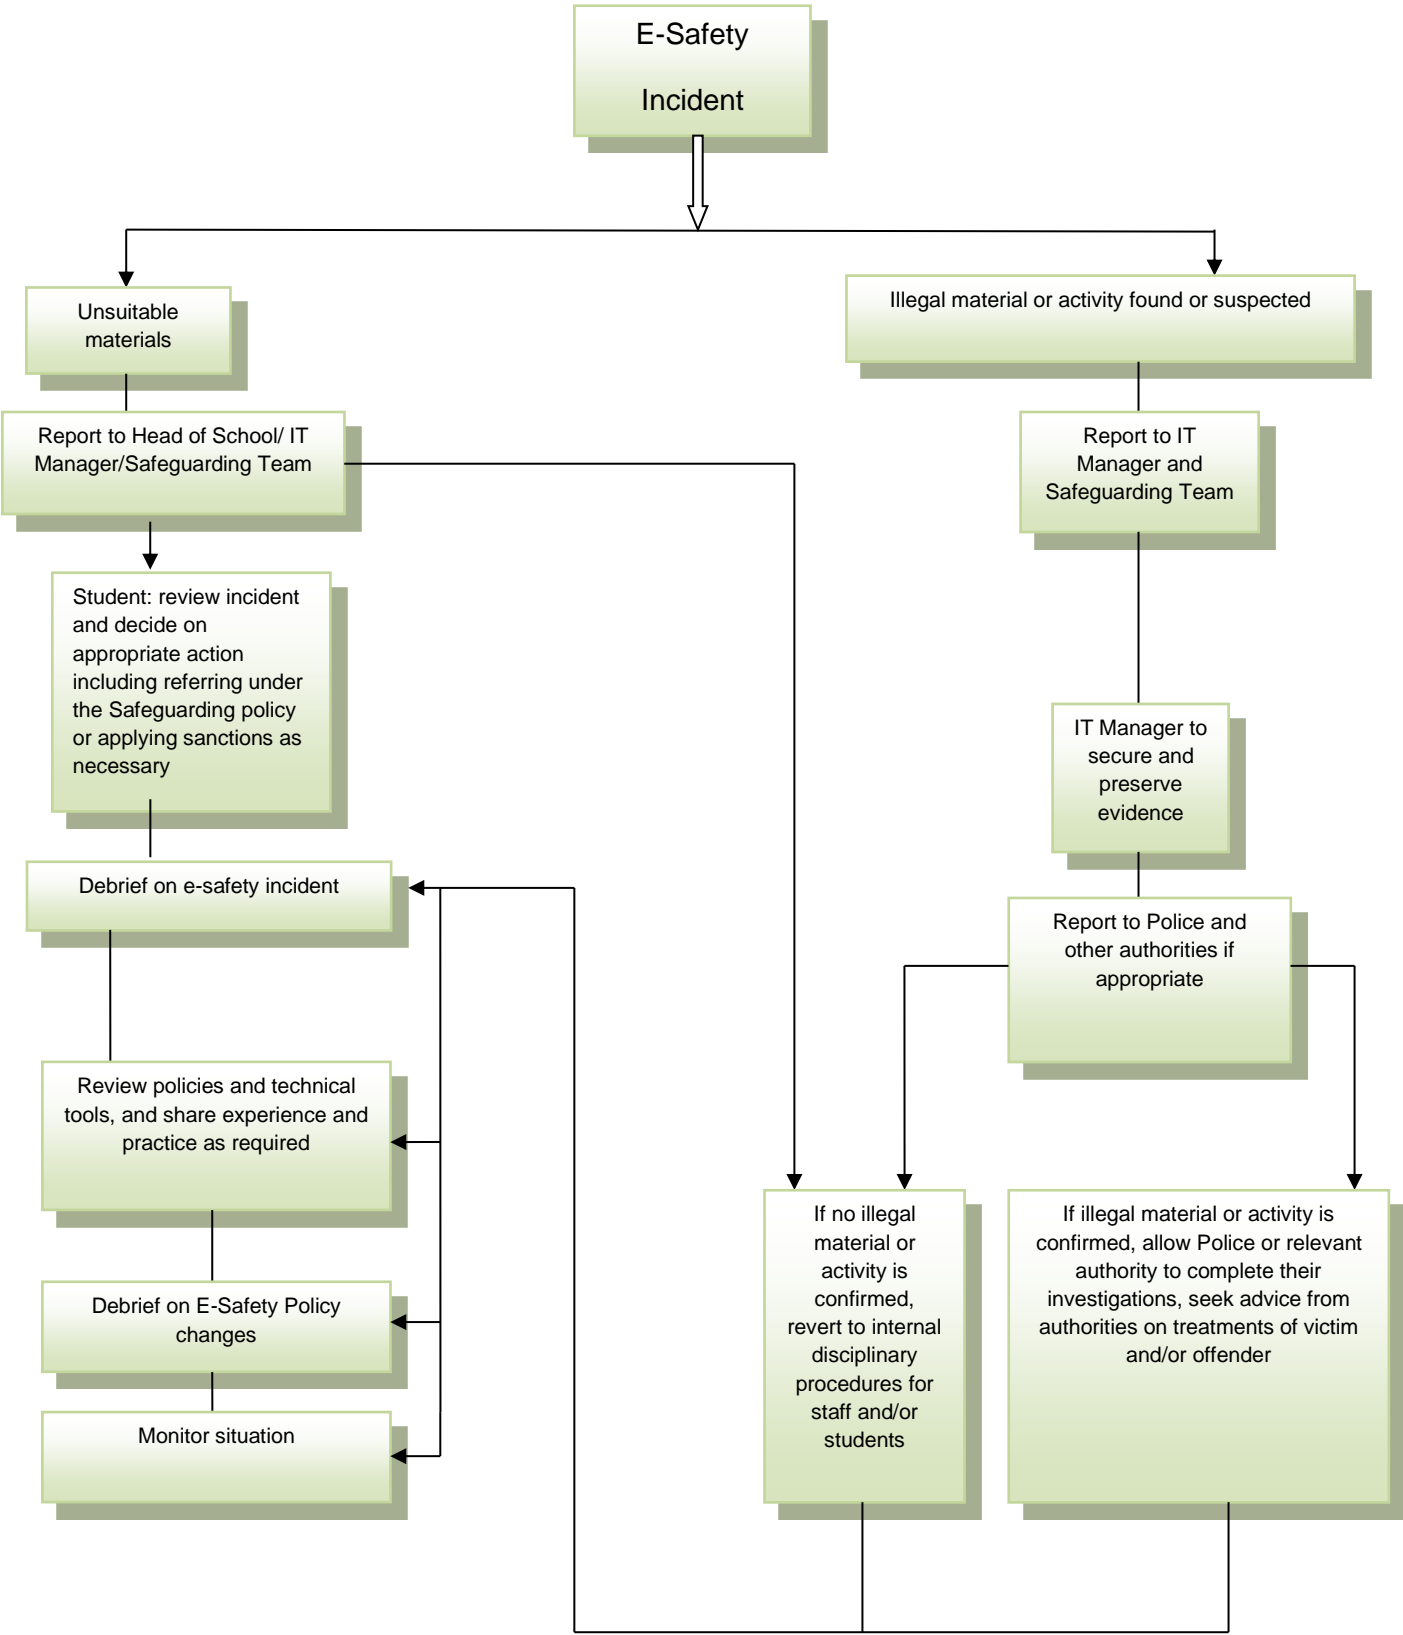 E-Safety
Incident
Unsuitable
materials
Illegal material or activity found or suspected
Report to Head of School/ IT
Manager/Safeguarding Team
Report to IT
Manager and
Safeguarding Team
Student: review incident
and decide on
appropriate action
including referring under
the Safeguarding policy
or applying sanctions as
necessary
IT Manager to
secure and
preserve
evidence
Debrief on e-safety incident
Report to Police and
other authorities if
appropriate
Review policies and technical
tools, and share experience and
practice as required
If no illegal
material or
activity is
confirmed,
revert to internal
disciplinary
procedures for
staff and/or
students
If illegal material or activity is
confirmed, allow Police or relevant
authority to complete their
investigations, seek advice from
authorities on treatments of victim
and/or offender
Debrief on E-Safety Policy
changes
Monitor situation